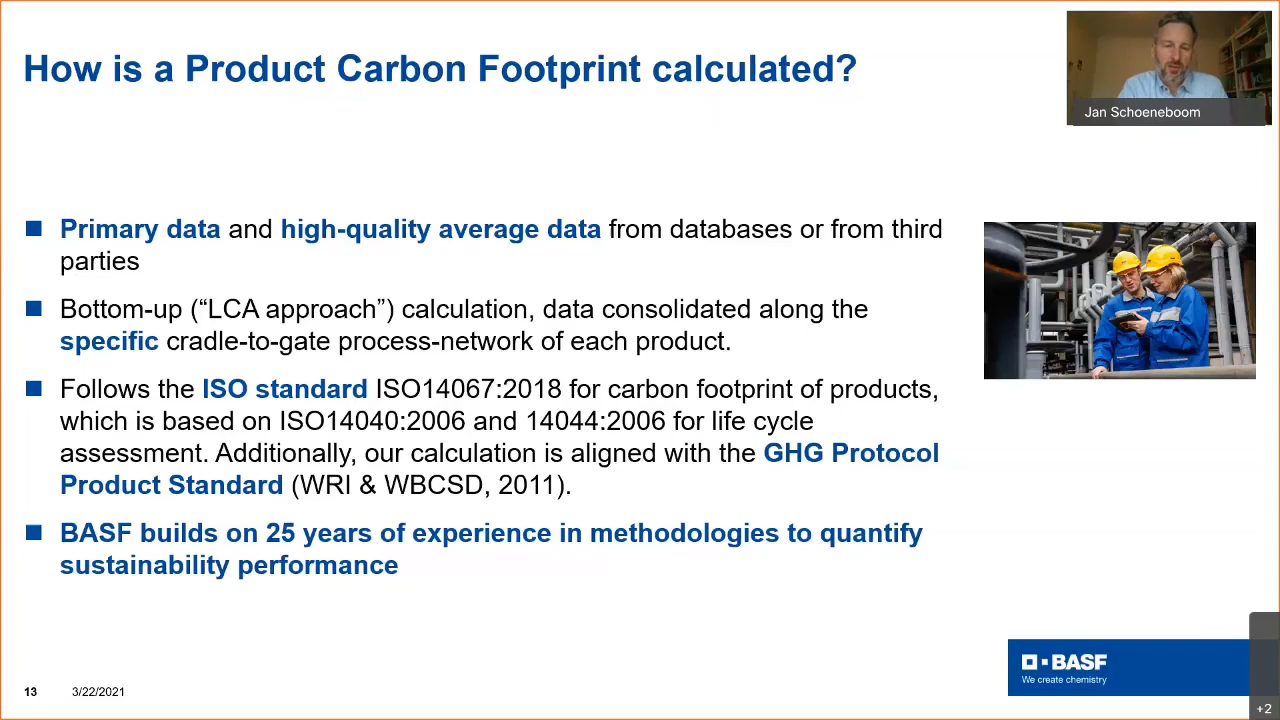 How is a Product Carbon Footprint calculated?
Jan Schoeneboom
■ Primary data and high-quality average data from databases or from third
parties
■ Bottom-up (“LCA approach”) calculation, data consolidated along the
specific cradle-to-gate process-network of each product.
■ Follows the ISO standard ISO14067:2018 for carbon footprint of products,
which is based on ISO14040:2006 and 14044:2006 for life cycle
assessment. Additionally, our calculation is aligned with the GHG Protocol
Product Standard (WRI & WBCSD, 2011).
■ BASF builds on 25 years of experience in methodologies to quantify
sustainability performance
BASF
We create chemistry
13 3/22/2021
+2